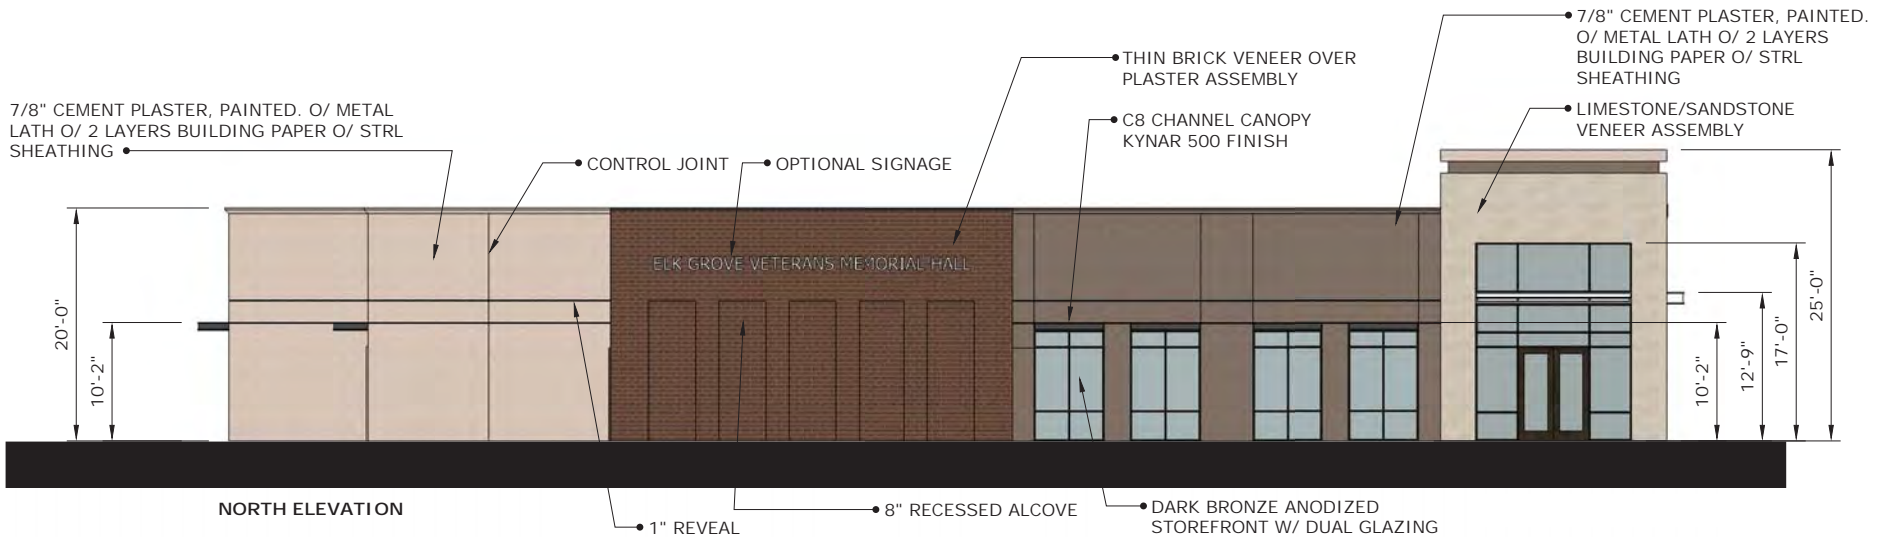 7/8" CEMENT PLASTER, PAINTED.
O/ METAL LATH O/ 2 LAYERS
BUILDING PAPER O/ STRL
SHEATHING
THIN BRICK VENEER OVER
PLASTER ASSEMBLY
7/8" CEMENT PLASTER, PAINTED. O/ METAL
LATH O/ 2 LAYERS BUILDING PAPER O/ STRL
SHEATHING
C8 CHANNEL CANOPY
KYNAR 500 FINISH
LIMESTONE/SANDSTONE
VENEER ASSEMBLY
CONTROL JOINT
OPTIONAL SIGNAGE
ELK GROVE VETERANS MEMORIAL HALL
20'-0"
10'-2"
10'-2"
12'-9"
17'-0"
25'-0"
NORTH ELEVATION
1" REVEAL
8" RECESSED ALCOVE
DARK BRONZE ANODIZED
STOREFRONT W/ DUAL GLAZING